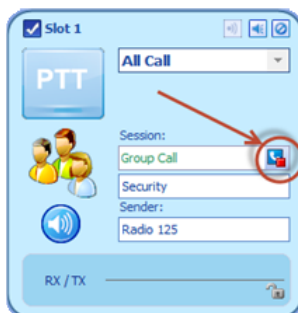 Slot 1
PTT
All Call
Session:
Group Call
Security
Sender:
Radio 125
RX / TX